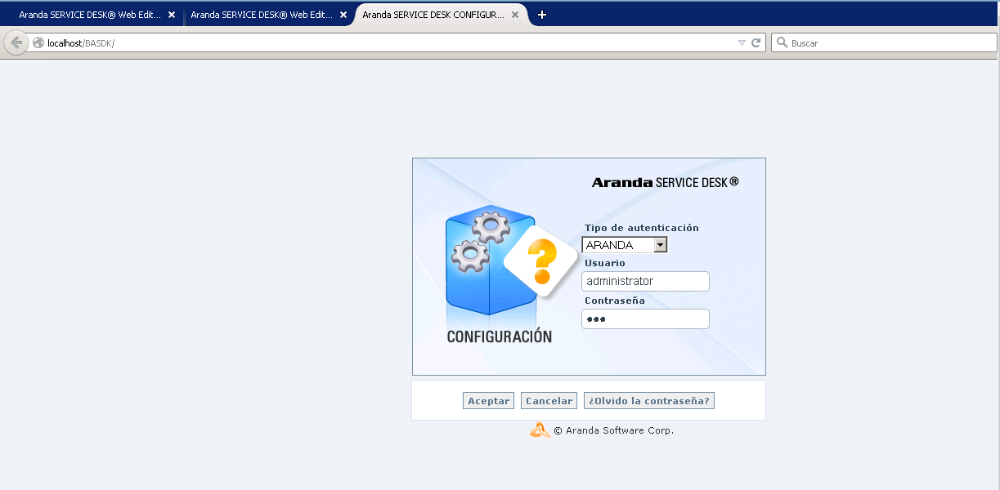 Aranda SERVICE DESK® Web Edit... Aranda SERVICE DESK® Web Edit... Aranda SERVICE DESK CONFIGUR...
localhost/BASDK/ Buscar
Aranda SERVICE DESK®
Tipo de autenticación
ARANDA
Usuario
administrator
Contraseña
CONFIGURACIÓN
Aceptar Cancelar ¿Olvido la contraseña?
© Aranda Software Corp.